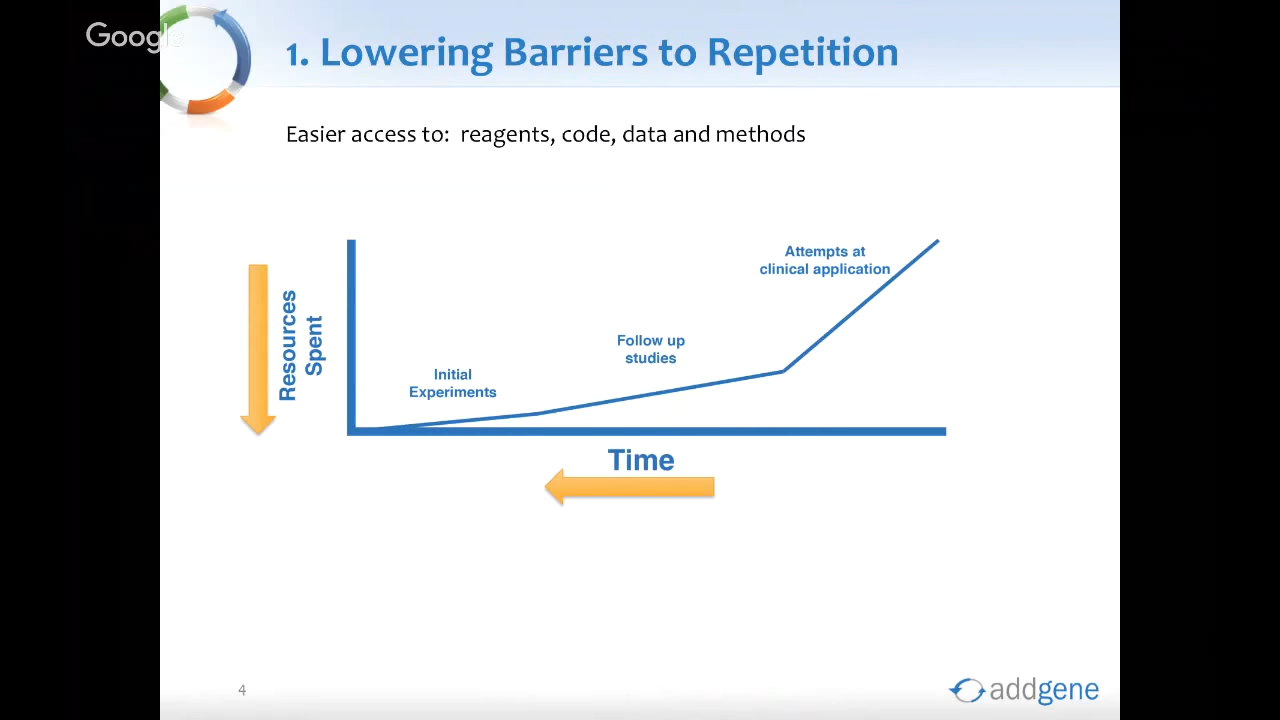 Google
1. Lowering Barriers to Repetition
Easier access to:  reagents, code, data and methods
Attempts at
clinical application
Follow up
studies
Initial
Experiments
Resources
Spent
Time
4
addgene